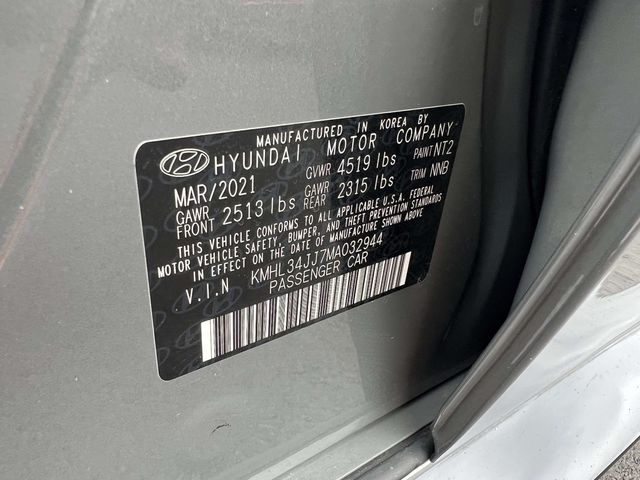 MANUFACTURED IN KOREA BY
HYUNDAI MOTOR COMPANY
MAR/2021 GVWR 4519 lbs PAINT NT2
GAWR FRONT 2513 lbs GAWR REAR 2315 lbs TRIM NNB
THIS VEHICLE CONFORMS TO ALL APPLICABLE U.S.A. FEDERAL
MOTOR VEHICLE SAFETY, BUMPER, AND THEFT PREVENTION STANDARDS
IN EFFECT ON THE DATE OF MANUFACTURE SHOWN ABOVE.
V.I.N KMHL34JJ7MA032944
PASSENGER CAR